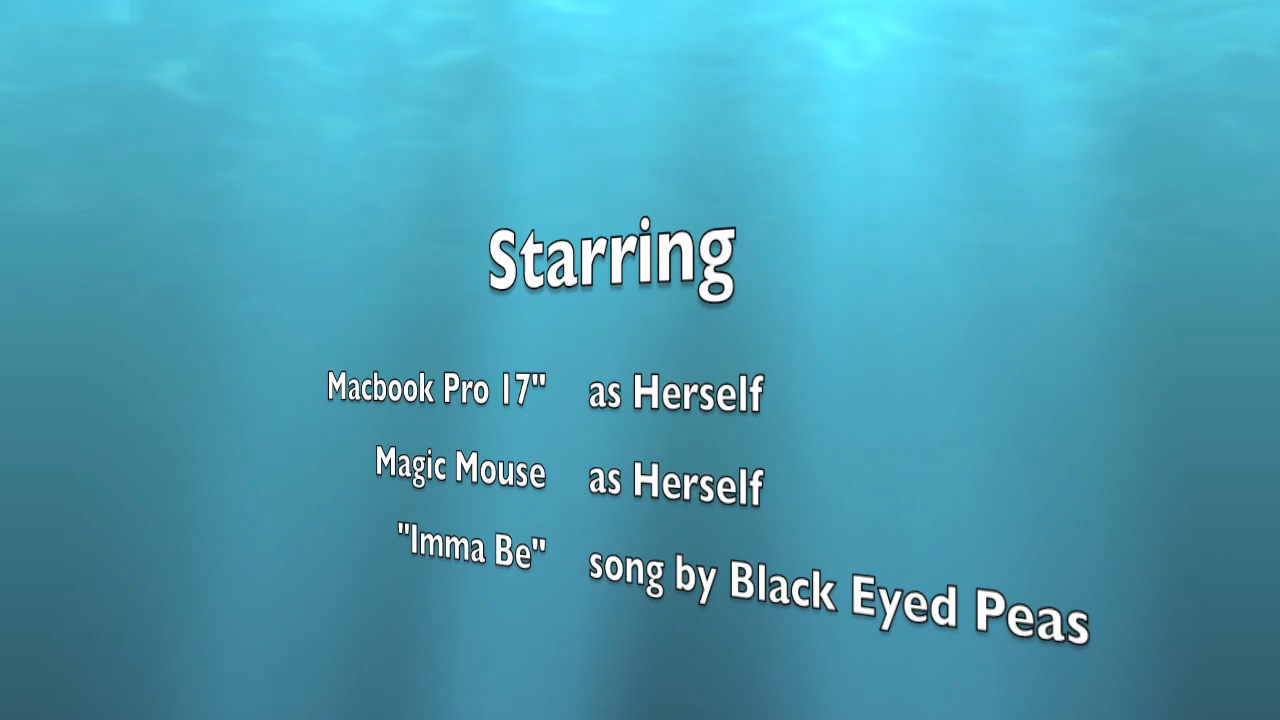 Starring
Macbook Pro 17" as Herself
Magic Mouse as Herself
"Imma Be" song by Black Eyed Peas